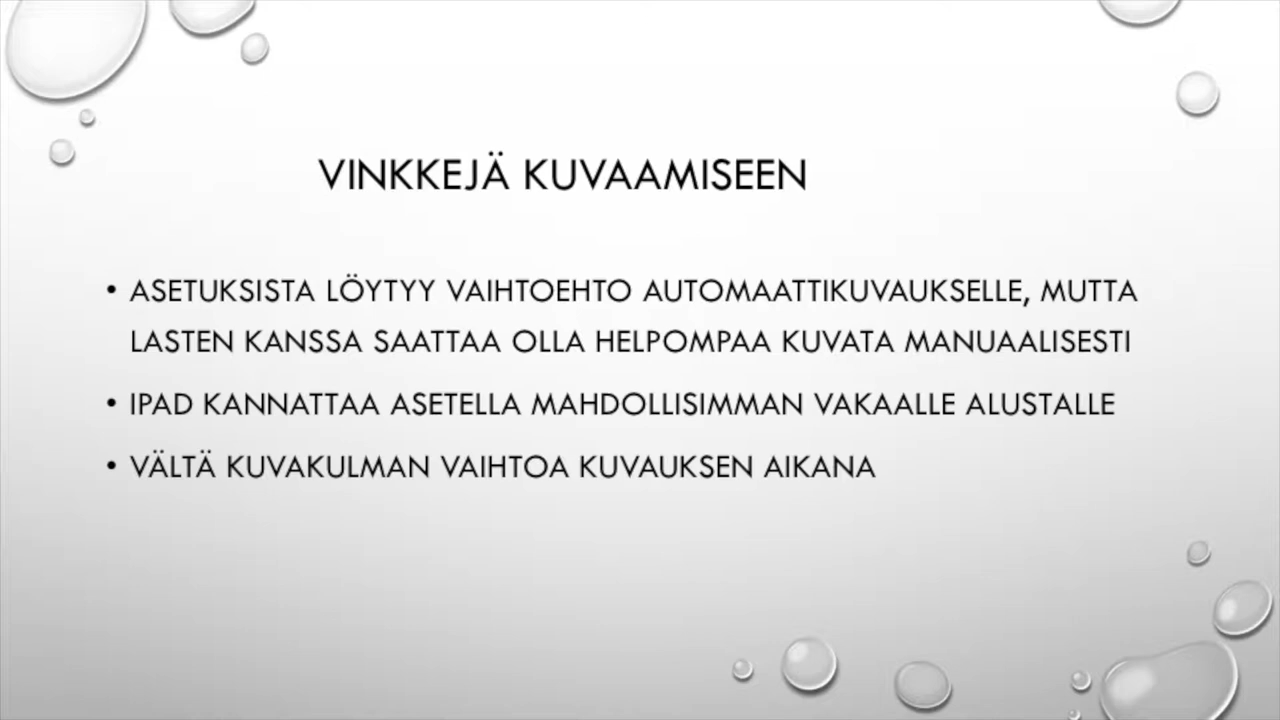 VINKKEJÄ KUVAAMISEEN
• ASETUKSISTA LÖYTYY VAIHTOEHTO AUTOMAATTIKUVAUKSELLE, MUTTA
LASTEN KANSSA SAATTAA OLLA HELPOMPAA KUVATA MANUAALISESTI
• IPAD KANNATTAA ASETELLA MAHDOLLISIMMAN VAKAALLE ALUSTALLE
• VÄLTÄ KUVAKULMAN VAIHTOA KUVAUKSEN AIKANA